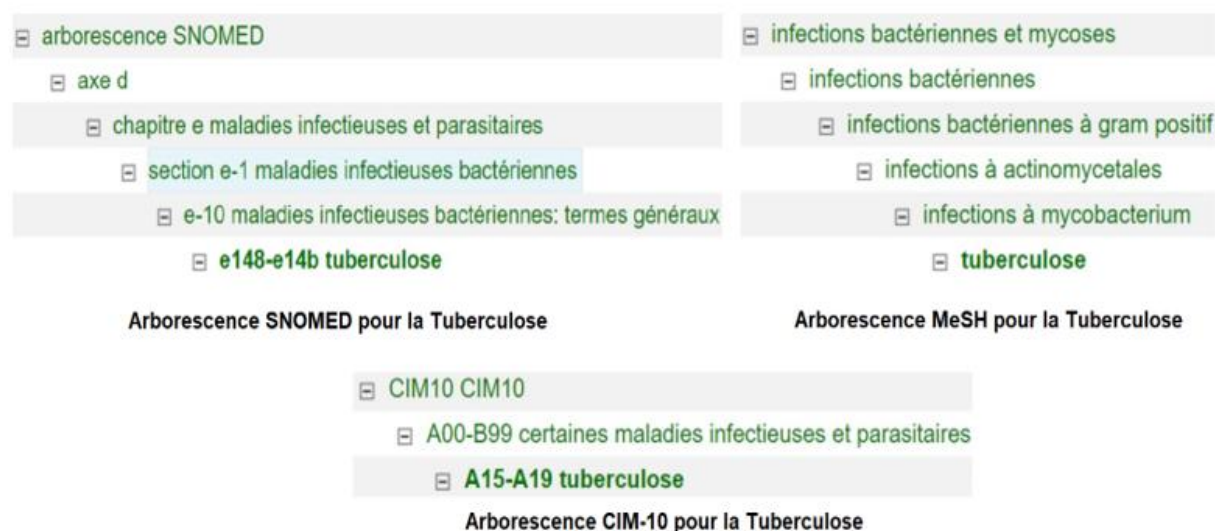 arborescence SNOMED
axe d
chapitre e maladies infectieuses et parasitaires
section e-1 maladies infectieuses bactériennes
e-10 maladies infectieuses bactériennes: termes généraux
e148-e14b tuberculose
Arborescence SNOMED pour la Tuberculose
infections bactériennes et mycoses
infections bactériennes
infections bactériennes à gram positif
infections à actinomycetales
infections à mycobacterium
tuberculose
Arborescence MeSH pour la Tuberculose
CIM10 CIM10
A00-B99 certaines maladies infectieuses et parasitaires
A15-A19 tuberculose
Arborescence CIM-10 pour la Tuberculose